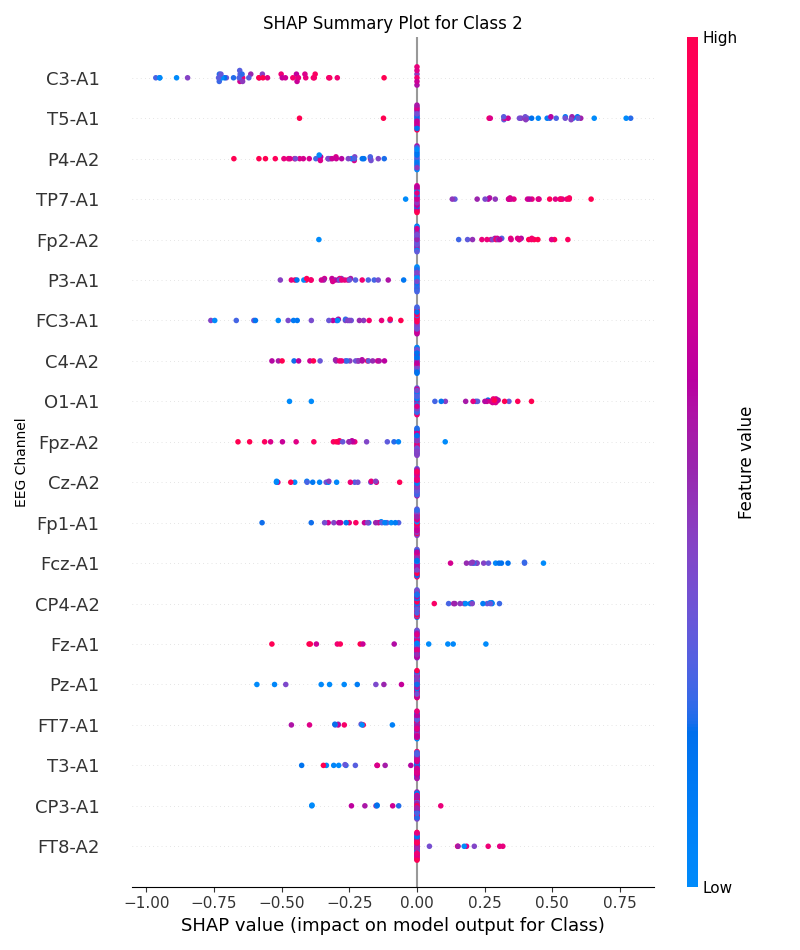 SHAP Summary Plot for Class 2
High
C3-A1
T5-A1
P4-A2
TP7-A1
Fp2-A2
P3-A1
FC3-A1
C4-A2
O1-A1
Fpz-A2
Cz-A2
Fp1-A1
Fcz-A1
CP4-A2
Fz-A1
Pz-A1
FT7-A1
T3-A1
CP3-A1
FT8-A2
EEG Channel
Feature value
Low
−1.00 −0.75 −0.50 −0.25 0.00 0.25 0.50 0.75
SHAP value (impact on model output for Class)